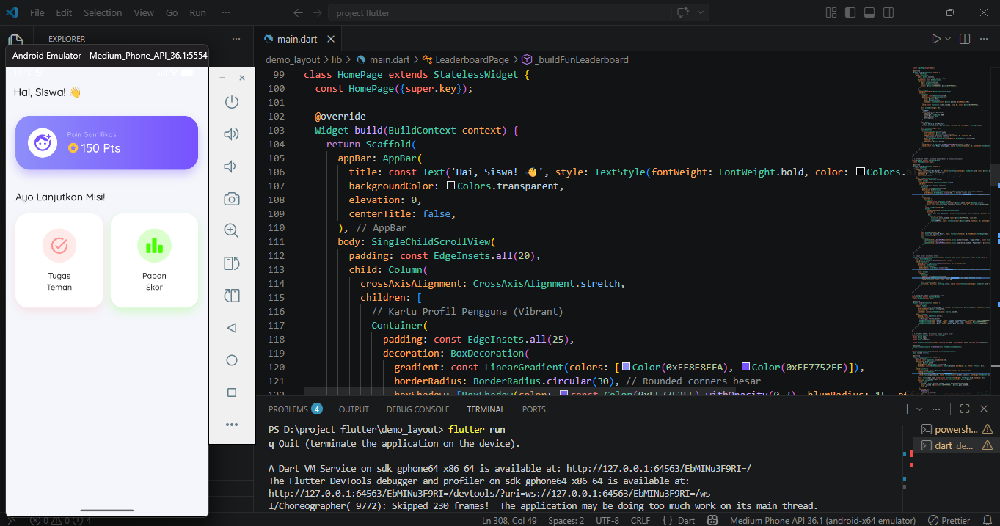 File Edit Selection View Go Run ···
project flutter
EXPLORER
main.dart
Android Emulator - Medium_Phone_API_36.1:5554
Hai, Siswa! 👋
Poin Gamifikasi
150 Pts
Ayo Lanjutkan Misi!
Tugas
Teman
Papan
Skor
demo_layout > lib > main.dart > LeaderboardPage > _buildFunLeaderboard
99 class HomePage extends StatelessWidget {
100 const HomePage({super.key});
101
102 @override
103 Widget build(BuildContext context) {
104 return Scaffold(
105 appBar: AppBar(
106 title: const Text('Hai, Siswa! 👋', style: TextStyle(fontWeight: FontWeight.bold, color: Colors.
107 backgroundColor: Colors.transparent,
108 elevation: 0,
109 centerTitle: false,
110 ), // AppBar
111 body: SingleChildScrollView(
112 padding: const EdgeInsets.all(20),
113 child: Column(
114 crossAxisAlignment: CrossAxisAlignment.stretch,
115 children: [
116 // Kartu Profil Pengguna (Vibrant)
117 Container(
118 padding: const EdgeInsets.all(25),
119 decoration: BoxDecoration(
120 gradient: const LinearGradient(colors: [Color(0xFF8E8FFA), Color(0xFF7752FE)]),
121 borderRadius: BorderRadius.circular(30), // Rounded corners besar
122 boxShadow: [BoxShadow(color: const Color(0xFF7752FE).withOpacity(0.3), blurRadius: 15,
PROBLEMS 4 OUTPUT DEBUG CONSOLE TERMINAL PORTS
PS D:\project flutter\demo_layout> flutter run
q Quit (terminate the application on the device).
A Dart VM Service on sdk gphone64 x86 64 is available at: http://127.0.0.1:64563/EbMINu3F9RI=/
The Flutter DevTools debugger and profiler on sdk gphone64 x86 64 is available at:
http://127.0.0.1:64563/EbMINu3F9RI=/devtools/?uri=ws://127.0.0.1:64563/EbMINu3F9RI=/ws
I/Choreographer( 9772): Skipped 230 frames! The application may be doing too much work on its main thread.
powersh...
dart de...
0 0 4
Ln 308, Col 49 Spaces: 2 UTF-8 CRLF {} Dart Medium Phone API 36.1 (android-x64 emulator) Prettier